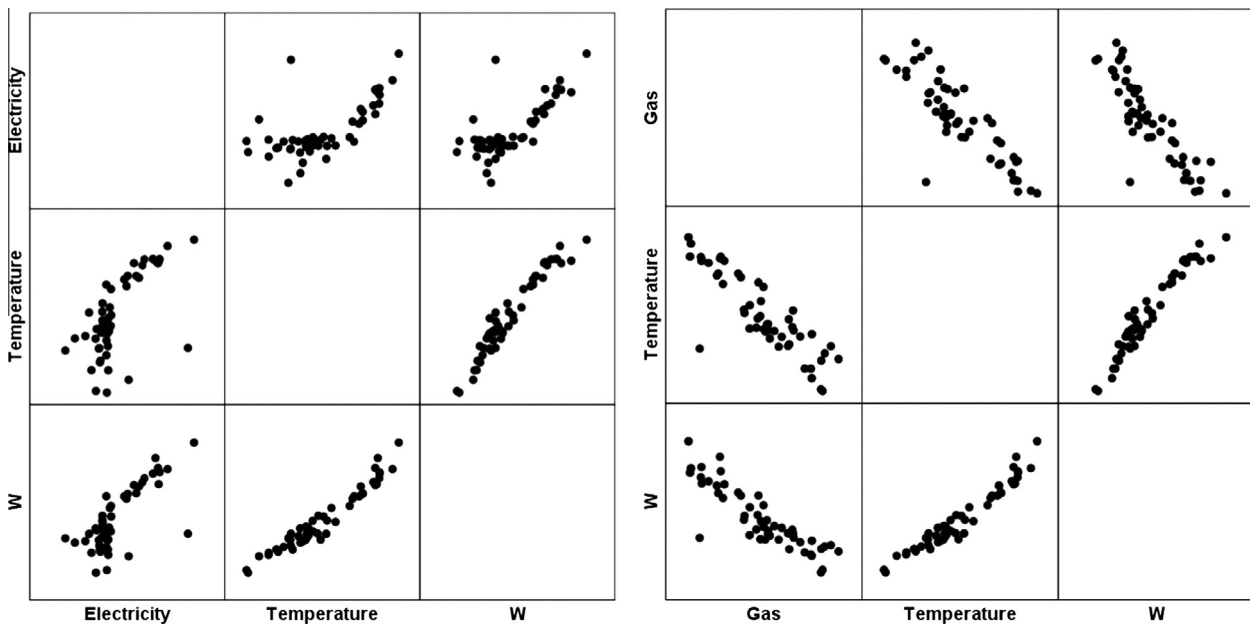 Electricity
Temperature
W
Electricity Temperature W
Gas
Temperature
W
Gas Temperature W